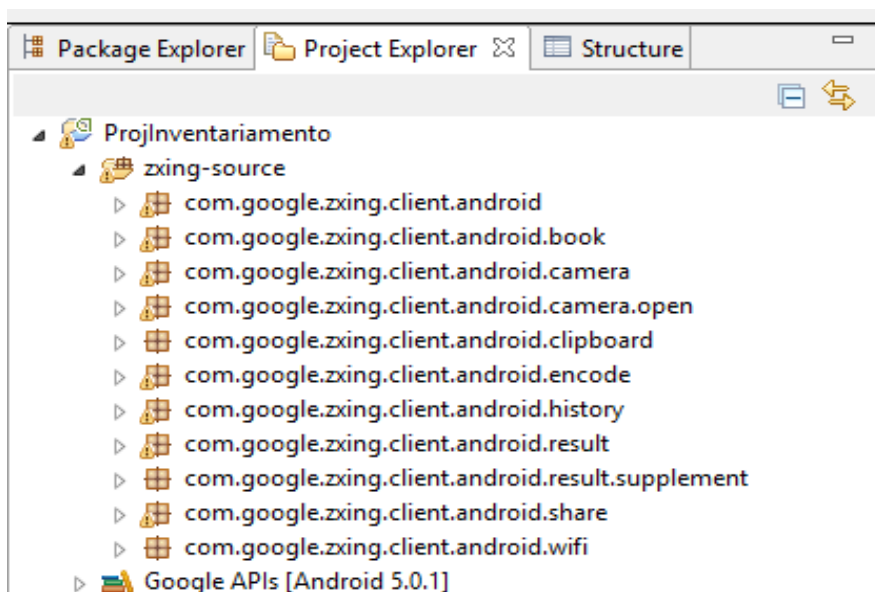 Package Explorer Project Explorer Structure
ProjInventariamento
zxing-source
com.google.zxing.client.android
com.google.zxing.client.android.book
com.google.zxing.client.android.camera
com.google.zxing.client.android.camera.open
com.google.zxing.client.android.clipboard
com.google.zxing.client.android.encode
com.google.zxing.client.android.history
com.google.zxing.client.android.result
com.google.zxing.client.android.result.supplement
com.google.zxing.client.android.share
com.google.zxing.client.android.wifi
Google APIs [Android 5.0.1]